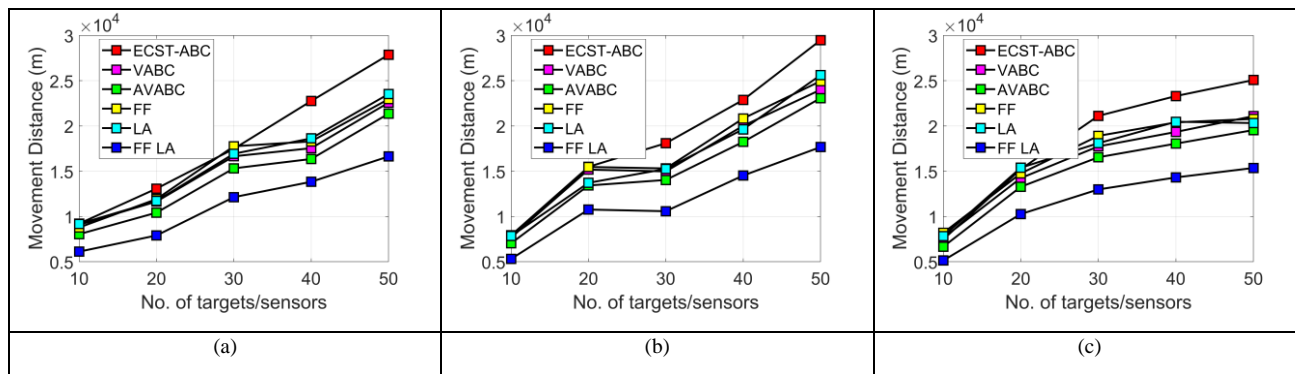 ×10⁴
3
2.5
2
1.5
1
0.5
Movement Distance (m)
ECST-ABC
VABC
AVABC
FF
LA
FF LA
10 20 30 40 50
No. of targets/sensors
×10⁴
3
2.5
2
1.5
1
0.5
Movement Distance (m)
ECST-ABC
VABC
AVABC
FF
LA
FF LA
10 20 30 40 50
No. of targets/sensors
×10⁴
3
2.5
2
1.5
1
0.5
Movement Distance (m)
ECST-ABC
VABC
AVABC
FF
LA
FF LA
10 20 30 40 50
No. of targets/sensors
(a) (b) (c)